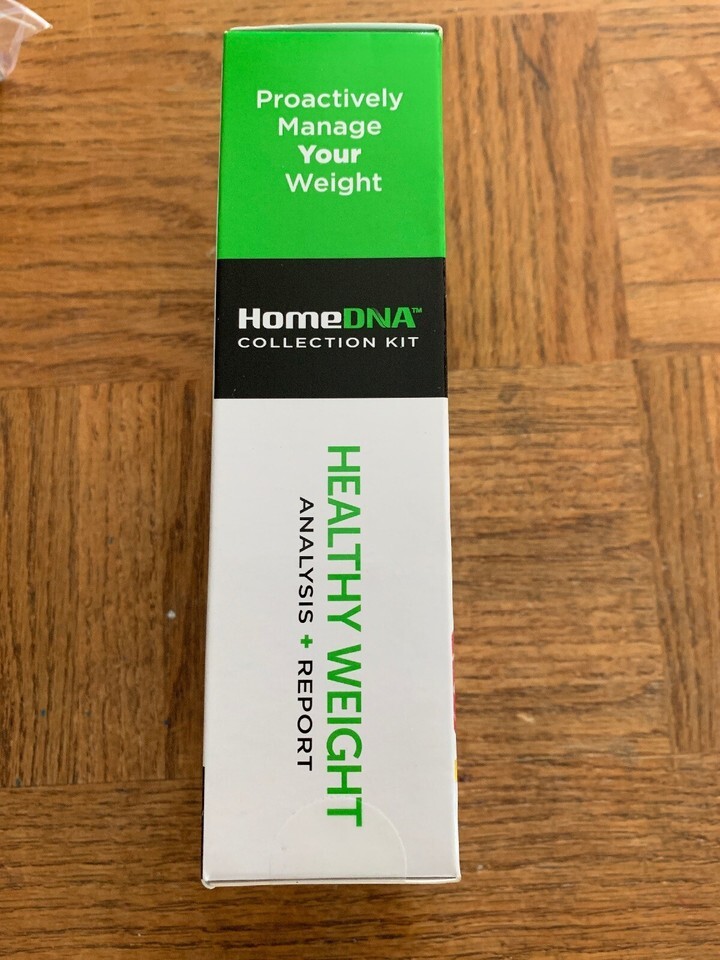 Proactively
Manage
Your
Weight
HomeDNA™
COLLECTION KIT
HEALTHY WEIGHT
ANALYSIS + REPORT